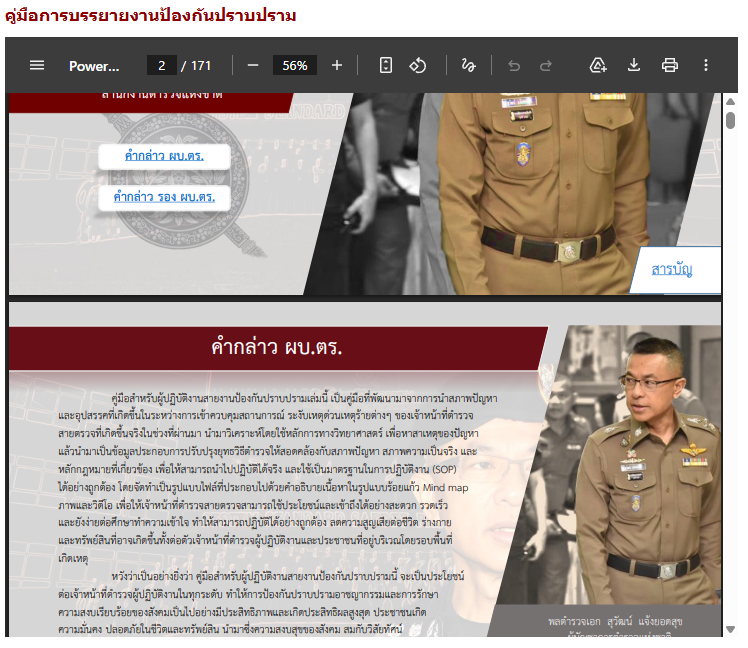 คู่มือการบรรยายงานป้องกันปราบปราม
Power...
2 / 171
56%
สำนักงานตำรวจแห่งชาติ
คำกล่าว ผบ.ตร.
คำกล่าว รอง ผบ.ตร.
สารบัญ
คำกล่าว ผบ.ตร.
คู่มือสำหรับผู้ปฏิบัติงานสายงานป้องกันปราบปรามเล่มนี้ เป็นคู่มือที่พัฒนามาจากการนำสภาพปัญหา
และอุปสรรคที่เกิดขึ้นในระหว่างการเข้าควบคุมสถานการณ์ ระงับเหตุด่วนเหตุร้ายต่างๆ ของเจ้าหน้าที่ตำรวจ
สายตรวจที่เกิดขึ้นจริงในช่วงที่ผ่านมา นำมาวิเคราะห์โดยใช้หลักการทางวิทยาศาสตร์ เพื่อหาสาเหตุของปัญหา
แล้วนำมาเป็นข้อมูลประกอบการปรับปรุงยุทธวิธีตำรวจให้สอดคล้องกับสภาพปัญหา สภาพความเป็นจริง และ
หลักกฎหมายที่เกี่ยวข้อง เพื่อให้สามารถนำไปปฏิบัติได้จริง และใช้เป็นมาตรฐานในการปฏิบัติงาน (SOP)
ได้อย่างถูกต้อง โดยจัดทำเป็นรูปแบบไฟล์ที่ประกอบไปด้วยคำอธิบายเนื้อหาในรูปแบบร้อยแก้ว Mind map
ภาพและวิดีโอ เพื่อให้เจ้าหน้าที่ตำรวจสายตรวจสามารถใช้ประโยชน์และเข้าถึงได้อย่างสะดวก รวดเร็ว
และยังง่ายต่อศึกษาทำความเข้าใจ ทำให้สามารถปฏิบัติได้อย่างถูกต้อง ลดความสูญเสียต่อชีวิต ร่างกาย
และทรัพย์สินที่อาจเกิดขึ้นทั้งต่อตัวเจ้าหน้าที่ตำรวจผู้ปฏิบัติงานและประชาชนที่อยู่บริเวณโดยรอบพื้นที่
เกิดเหตุ
หวังว่าเป็นอย่างยิ่งว่า คู่มือสำหรับผู้ปฏิบัติงานสายงานป้องกันปราบปรามนี้ จะเป็นประโยชน์
ต่อเจ้าหน้าที่ตำรวจผู้ปฏิบัติงานในทุกระดับ ทำให้การป้องกันปราบปรามอาชญากรรมและการรักษา
ความสงบเรียบร้อยของสังคมเป็นไปอย่างมีประสิทธิภาพและเกิดประสิทธิผลสูงสุด ประชาชนเกิด
ความมั่นคง ปลอดภัยในชีวิตและทรัพย์สิน นำมาซึ่งความสงบสุขของสังคม สมกับวิสัยทัศน์
พลตำรวจเอก สุวัฒน์ แจ้งยอดสุข
ผู้บัญชาการตำรวจแห่งชาติ